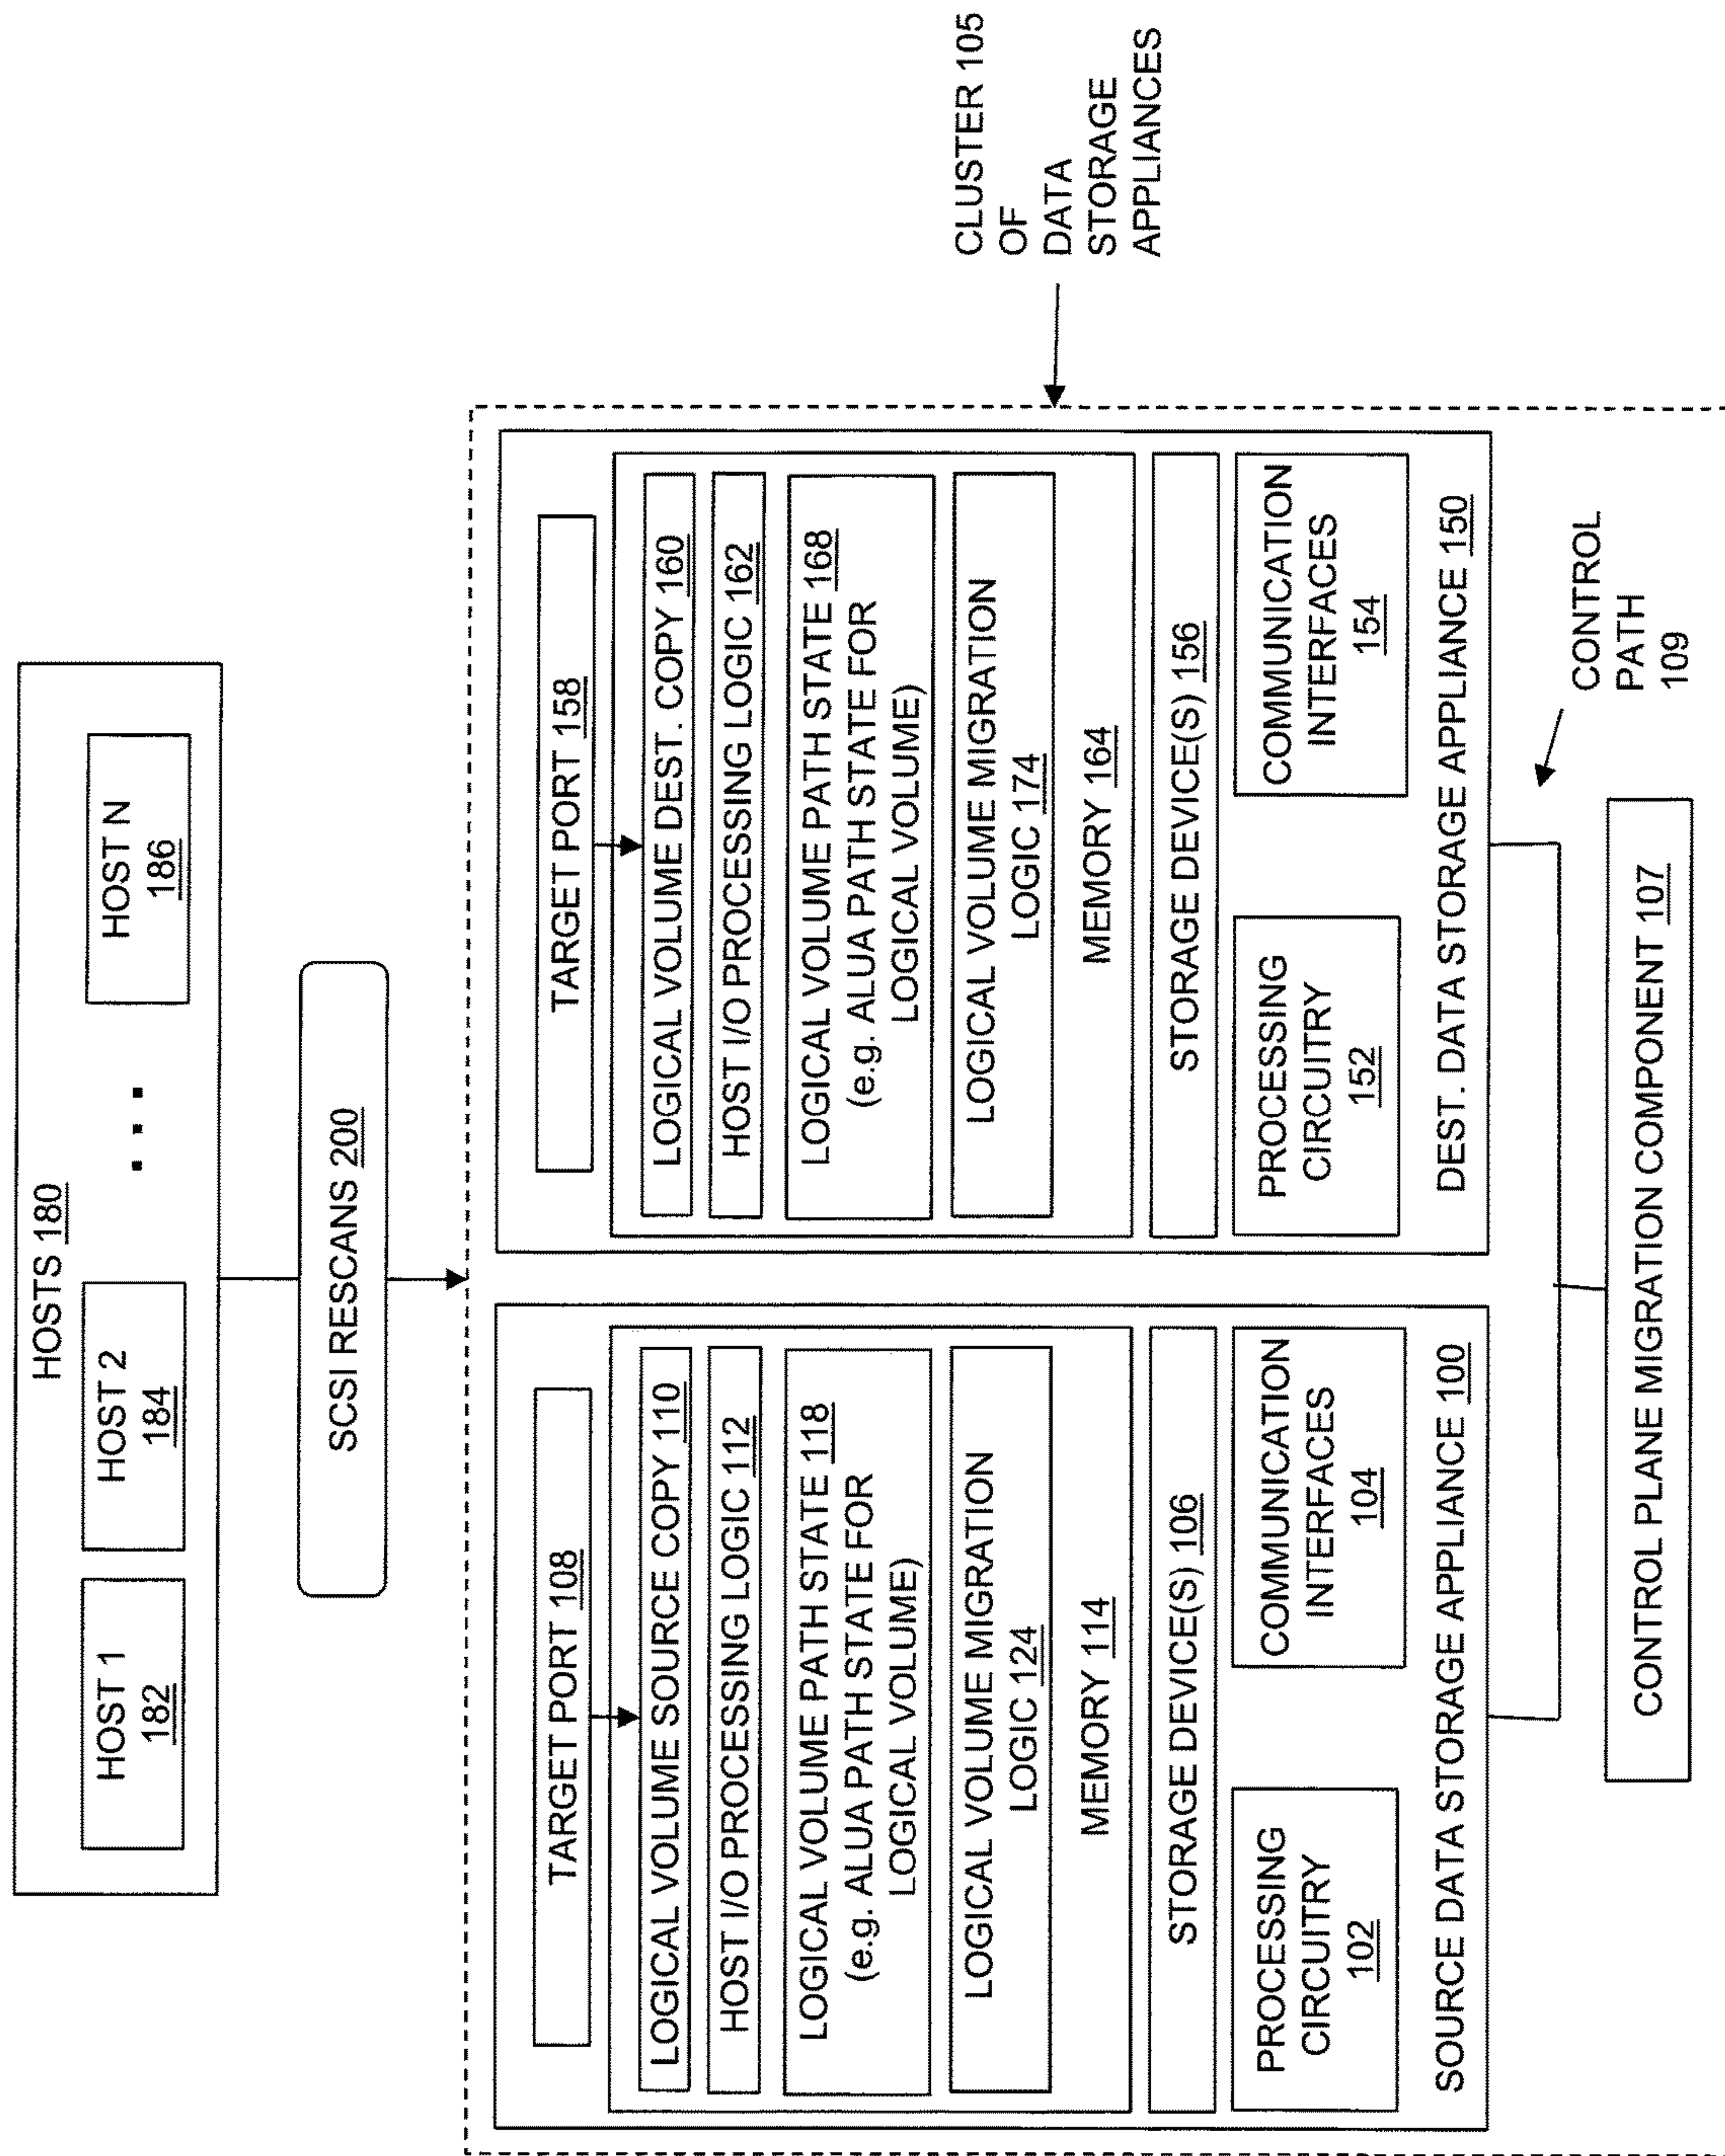 HOSTS 180
HOST 1
182
HOST 2
184
. . .
HOST N
186
SCSI RESCANS 200
TARGET PORT 108
LOGICAL VOLUME SOURCE COPY 110
HOST I/O PROCESSING LOGIC 112
LOGICAL VOLUME PATH STATE 118
(e.g. ALUA PATH STATE FOR
LOGICAL VOLUME)
LOGICAL VOLUME MIGRATION
LOGIC 124
MEMORY 114
STORAGE DEVICE(S) 106
PROCESSING
CIRCUITRY
102
COMMUNICATION
INTERFACES
104
SOURCE DATA STORAGE APPLIANCE 100
TARGET PORT 158
LOGICAL VOLUME DEST. COPY 160
HOST I/O PROCESSING LOGIC 162
LOGICAL VOLUME PATH STATE 168
(e.g. ALUA PATH STATE FOR
LOGICAL VOLUME)
LOGICAL VOLUME MIGRATION
LOGIC 174
MEMORY 164
STORAGE DEVICE(S) 156
PROCESSING
CIRCUITRY
152
COMMUNICATION
INTERFACES
154
DEST. DATA STORAGE APPLIANCE 150
CLUSTER 105
OF
DATA
STORAGE
APPLIANCES
CONTROL
PATH
109
CONTROL PLANE MIGRATION COMPONENT 107